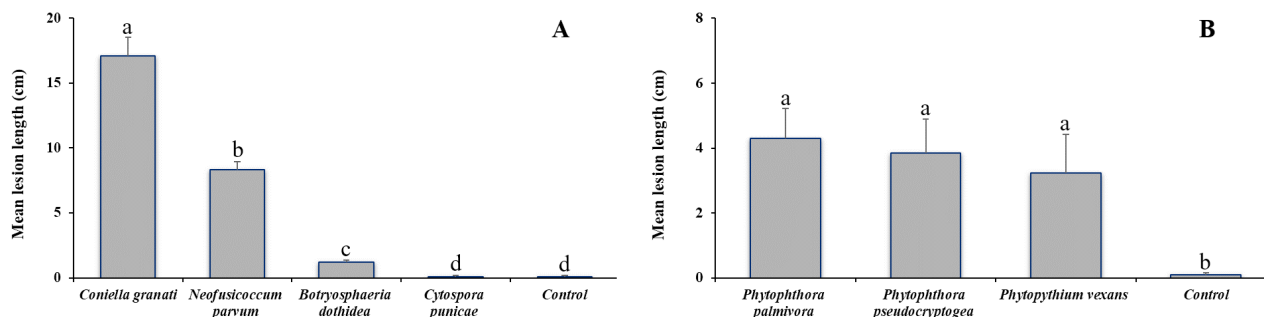 A
Mean lesion length (cm)
20
15
10
5
0
a
b
c
d
d
Coniella granati
Neofusicoccum
parvum
Botryosphaeria
dothidea
Cytospora
punicae
Control
B
Mean lesion length (cm)
8
6
4
2
0
a
a
a
b
Phytophthora
palmivora
Phytophthora
pseudocryptogea
Phytopythium vexans
Control